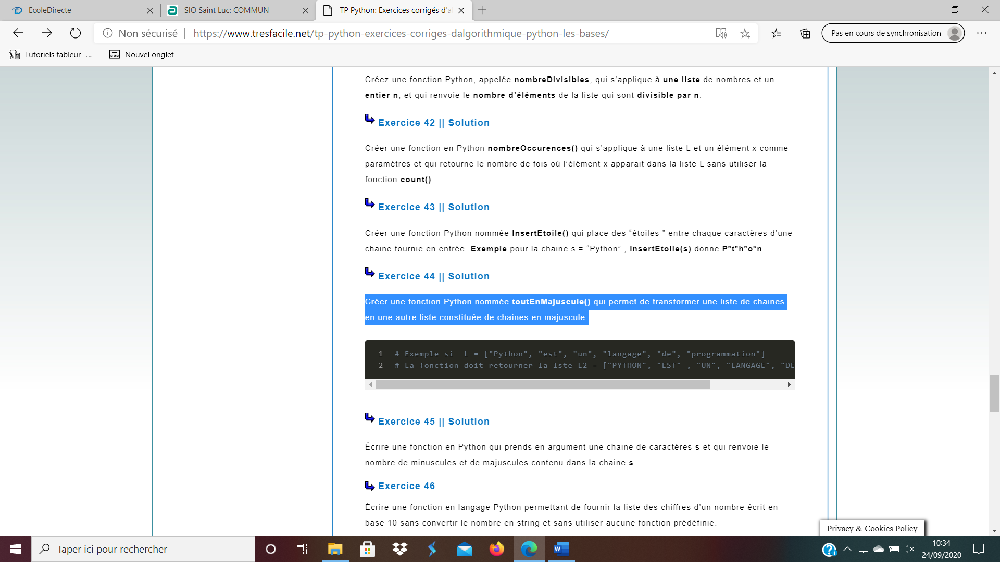 EcoleDirecte
SIO Saint Luc: COMMUN
TP Python: Exercices corrigés d'a
Non sécurisé | https://www.tresfacile.net/tp-python-exercices-corriges-dalgorithmique-python-les-bases/
Pas en cours de synchronisation
Tutoriels tableur -...
Nouvel onglet
Créez une fonction Python, appelée nombreDivisibles, qui s’applique à une liste de nombres et un
entier n, et qui renvoie le nombre d’éléments de la liste qui sont divisible par n.
Exercice 42 || Solution
Créer une fonction en Python nombreOccurences() qui s’applique à une liste L et un élément x comme
paramètres et qui retourne le nombre de fois où l’élément x apparait dans la liste L sans utiliser la
fonction count().
Exercice 43 || Solution
Créer une fonction Python nommée InsertEtoile() qui place des “étoiles ” entre chaque caractères d’une
chaine fournie en entrée. Exemple pour la chaine s = “Python” , InsertEtoile(s) donne P*t*h*o*n
Exercice 44 || Solution
Créer une fonction Python nommée toutEnMajuscule() qui permet de transformer une liste de chaines
en une autre liste constituée de chaines en majuscule.
1 # Exemple si  L = ["Python", "est", "un", "langage", "de", "programmation"]
2 # La fonction doit retourner la lste L2 = ["PYTHON", "EST" , "UN", "LANGAGE", "DE
Exercice 45 || Solution
Écrire une fonction en Python qui prends en argument une chaine de caractères s et qui renvoie le
nombre de minuscules et de majuscules contenu dans la chaine s.
Exercice 46
Écrire une fonction en langage Python permettant de fournir la liste des chiffres d’un nombre écrit en
base 10 sans convertir le nombre en string et sans utiliser aucune fonction prédéfinie.
Privacy & Cookies Policy
Taper ici pour rechercher
10:34
24/09/2020